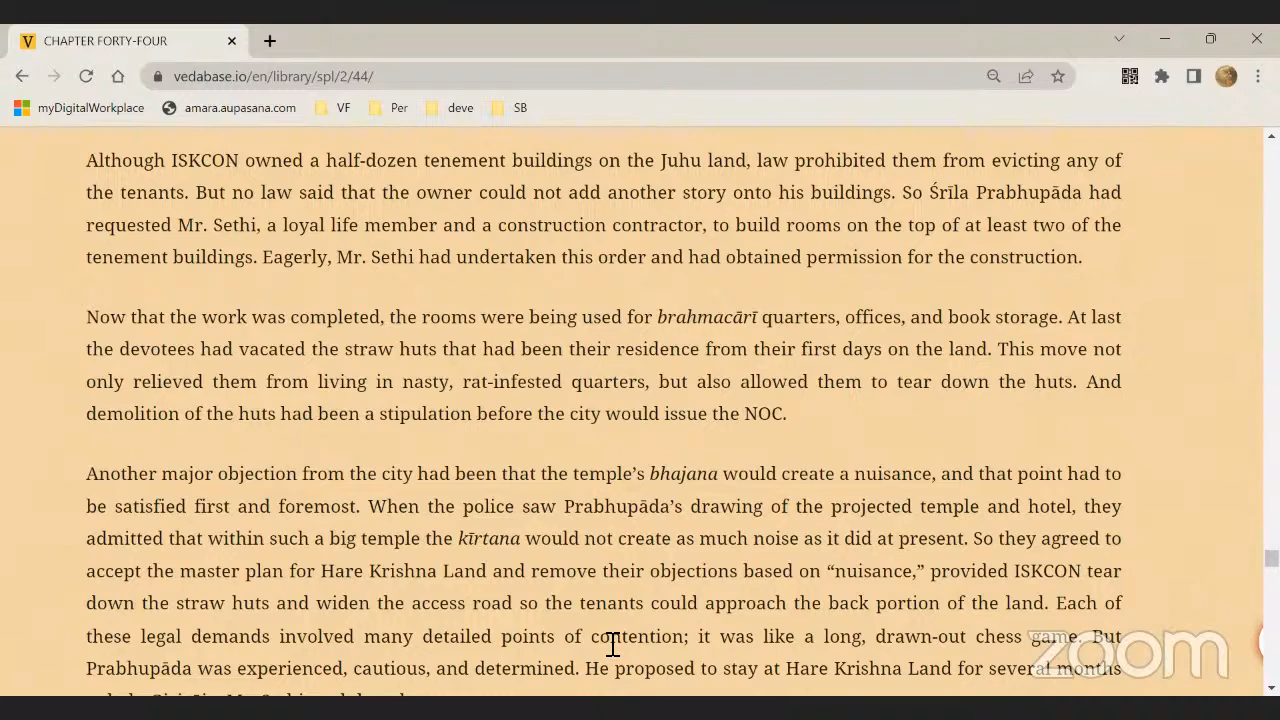 CHAPTER FORTY-FOUR
vedabase.io/en/library/spl/2/44/
myDigitalWorkplace amara.aupasana.com VF Per deve SB
Although ISKCON owned a half-dozen tenement buildings on the Juhu land, law prohibited them from evicting any of
the tenants. But no law said that the owner could not add another story onto his buildings. So Śrīla Prabhupāda had
requested Mr. Sethi, a loyal life member and a construction contractor, to build rooms on the top of at least two of the
tenement buildings. Eagerly, Mr. Sethi had undertaken this order and had obtained permission for the construction.
Now that the work was completed, the rooms were being used for brahmacārī quarters, offices, and book storage. At last
the devotees had vacated the straw huts that had been their residence from their first days on the land. This move not
only relieved them from living in nasty, rat-infested quarters, but also allowed them to tear down the huts. And
demolition of the huts had been a stipulation before the city would issue the NOC.
Another major objection from the city had been that the temple’s bhajana would create a nuisance, and that point had to
be satisfied first and foremost. When the police saw Prabhupāda’s drawing of the projected temple and hotel, they
admitted that within such a big temple the kīrtana would not create as much noise as it did at present. So they agreed to
accept the master plan for Hare Krishna Land and remove their objections based on “nuisance,” provided ISKCON tear
down the straw huts and widen the access road so the tenants could approach the back portion of the land. Each of
these legal demands involved many detailed points of contention; it was like a long, drawn-out chess game. But
Prabhupāda was experienced, cautious, and determined. He proposed to stay at Hare Krishna Land for several months
zoom